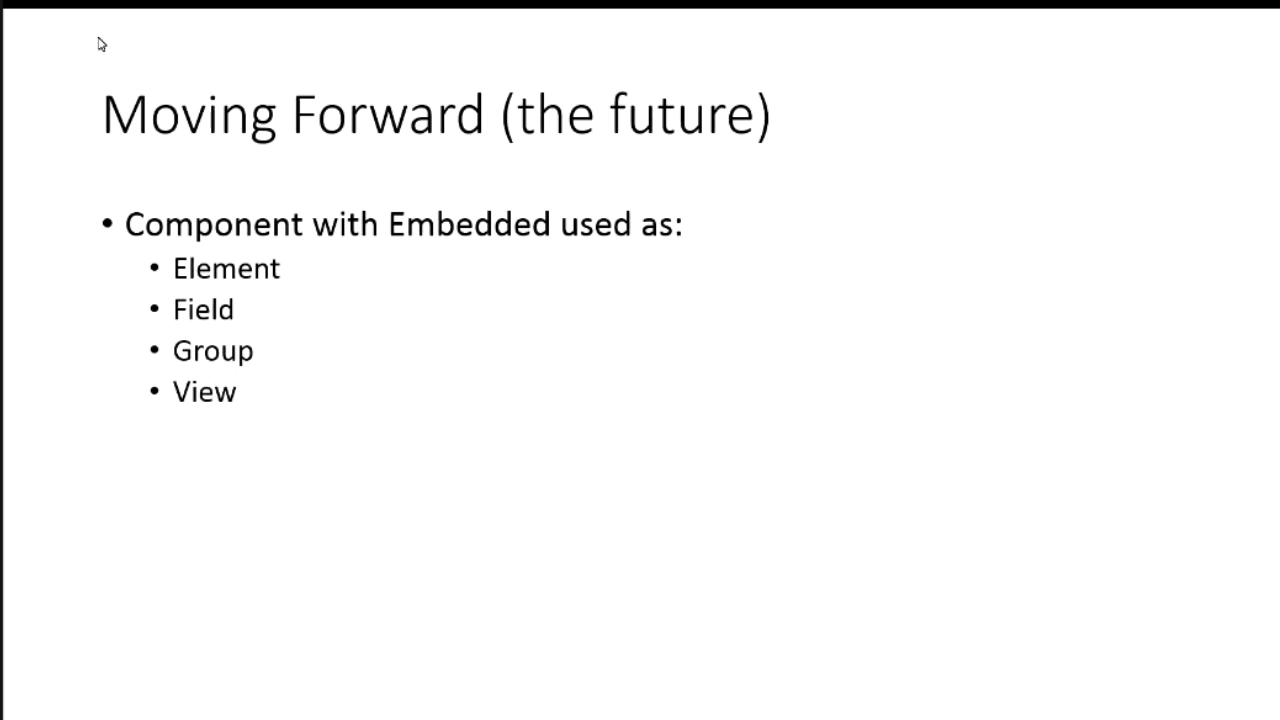 Moving Forward (the future)
• Component with Embedded used as:
• Element
• Field
• Group
• View